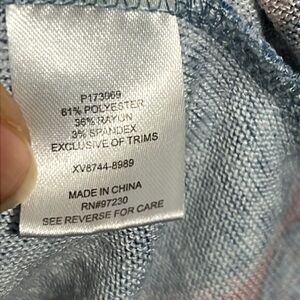 P173069
61% POLYESTER
36% RAYON
3% SPANDEX
EXCLUSIVE OF TRIMS
XV8744-8989
MADE IN CHINA
RN#97230
SEE REVERSE FOR CARE